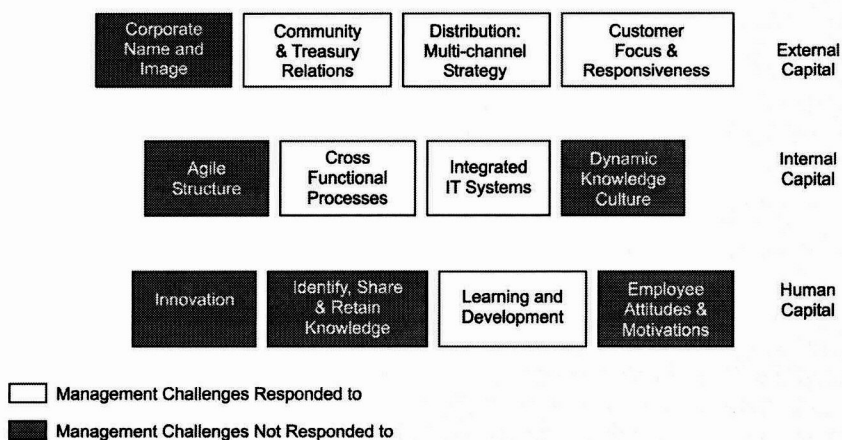 Corporate
Name and
Image
Community
& Treasury
Relations
Distribution:
Multi-channel
Strategy
Customer
Focus &
Responsiveness
External
Capital
Agile
Structure
Cross
Functional
Processes
Integrated
IT Systems
Dynamic
Knowledge
Culture
Internal
Capital
Innovation
Identify, Share
& Retain
Knowledge
Learning and
Development
Employee
Attitudes &
Motivations
Human
Capital
Management Challenges Responded to
Management Challenges Not Responded to